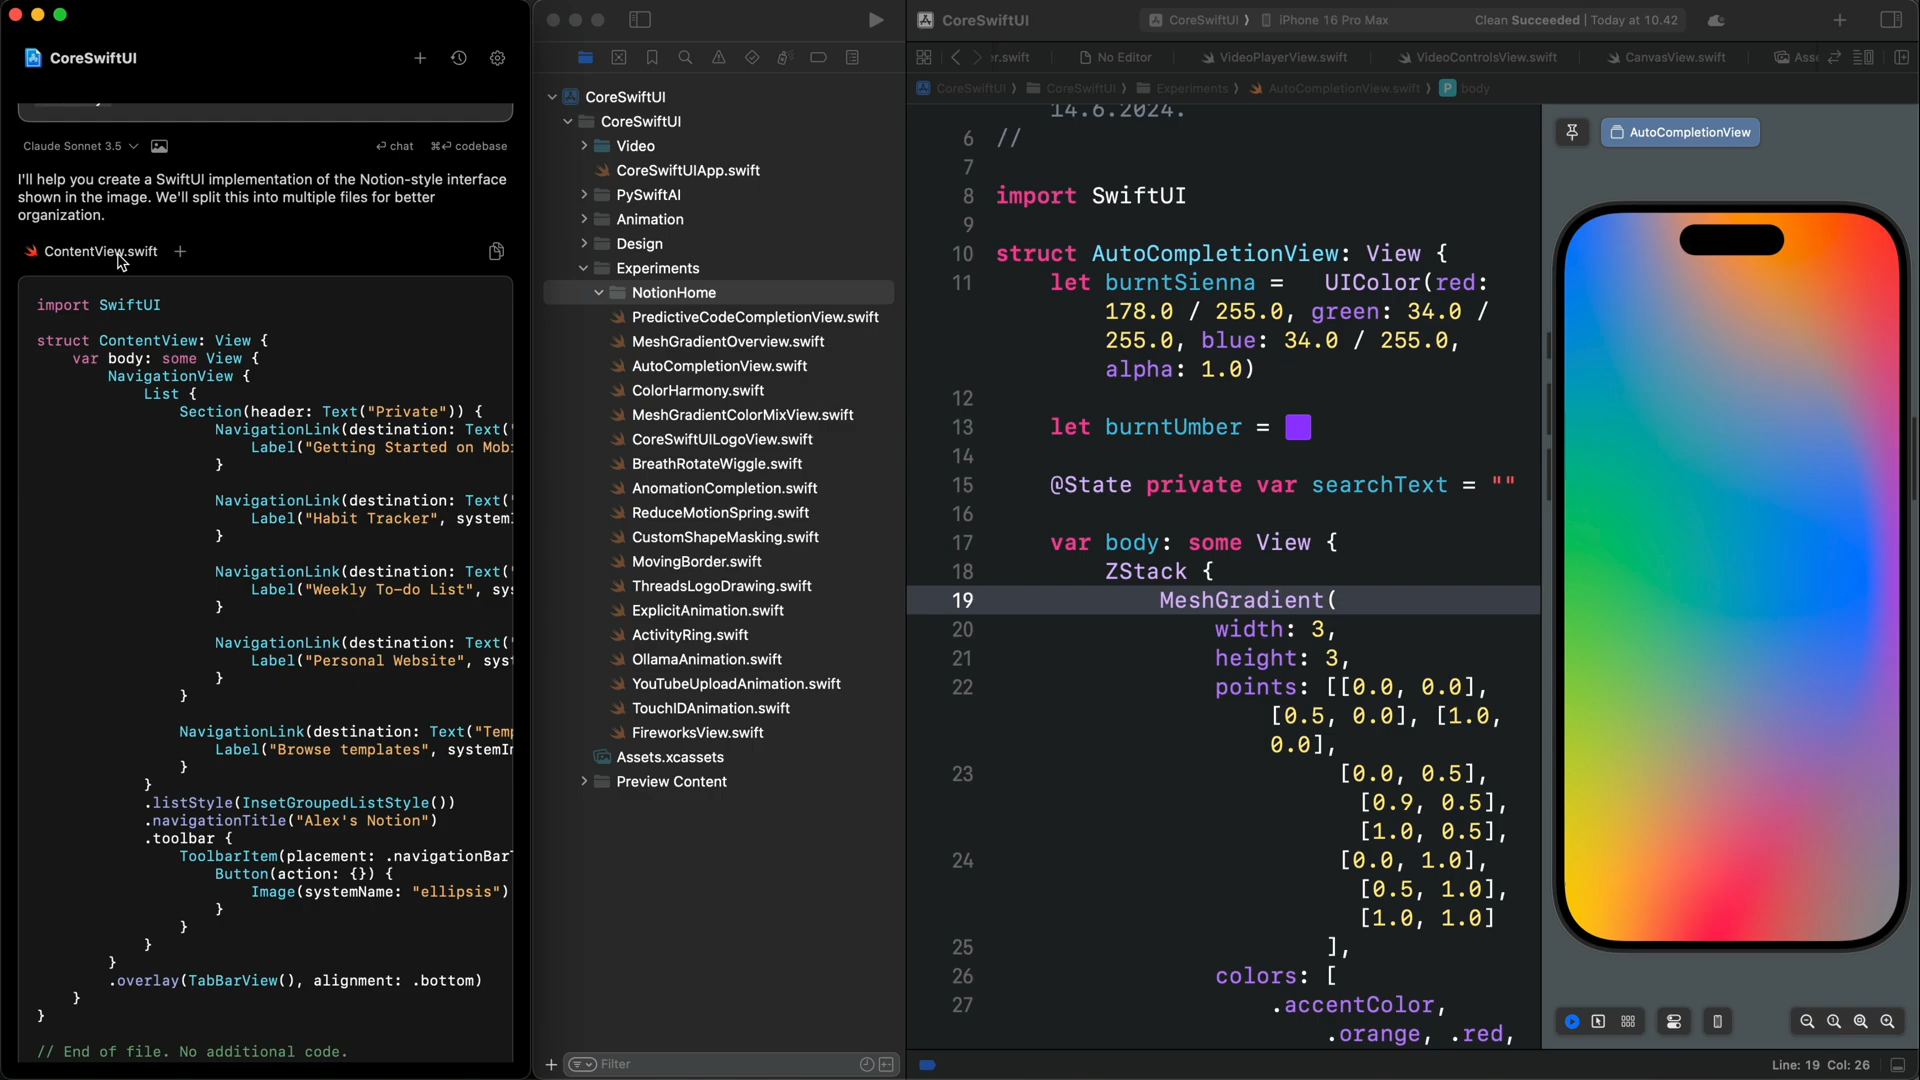 CoreSwiftUI
Claude Sonnet 3.5
chat
codebase
I'll help you create a SwiftUI implementation of the Notion-style interface
shown in the image. We'll split this into multiple files for better
organization.
ContentView.swift
import SwiftUI
struct ContentView: View {
var body: some View {
NavigationView {
List {
Section(header: Text("Private")) {
NavigationLink(destination: Text("
Label("Getting Started on Mob
}
NavigationLink(destination: Text("
Label("Habit Tracker", systemI
}
NavigationLink(destination: Text("
Label("Weekly To-do List", sys
}
NavigationLink(destination: Text("
Label("Personal Website", syst
}
}
NavigationLink(destination: Text("Temp
Label("Browse templates", systemIm
}
}
.listStyle(InsetGroupedListStyle())
.navigationTitle("Alex's Notion")
.toolbar {
ToolbarItem(placement: .navigationBarT
Button(action: {}) {
Image(systemName: "ellipsis")
}
}
}
}
.overlay(TabBarView(), alignment: .bottom)
}
}
// End of file. No additional code.
CoreSwiftUI
CoreSwiftUI
Video
CoreSwiftUIApp.swift
PySwiftAI
Animation
Design
Experiments
NotionHome
PredictiveCodeCompletionView.swift
MeshGradientOverview.swift
AutoCompletionView.swift
ColorHarmony.swift
MeshGradientColorMixView.swift
CoreSwiftUILogoView.swift
BreathRotateWiggle.swift
AnomationCompletion.swift
ReduceMotionSpring.swift
CustomShapeMasking.swift
MovingBorder.swift
ThreadsLogoDrawing.swift
ExplicitAnimation.swift
ActivityRing.swift
OllamaAnimation.swift
YouTubeUploadAnimation.swift
TouchIDAnimation.swift
FireworksView.swift
Assets.xcassets
Preview Content
Filter
CoreSwiftUI
CoreSwiftUI ⟩ iPhone 16 Pro Max
Clean Succeeded | Today at 10.42
er.swift
No Editor
VideoPlayerView.swift
VideoControlsView.swift
CanvasView.swift
Asse
CoreSwiftUI ⟩ CoreSwiftUI ⟩ Experiments ⟩ AutoCompletionView.swift ⟩ P body
14.6.2024.
6 //
7
8 import SwiftUI
9
10 struct AutoCompletionView: View {
11 let burntSienna = UIColor(red:
178.0 / 255.0, green: 34.0 /
255.0, blue: 34.0 / 255.0,
alpha: 1.0)
12
13 let burntUmber =
14
15 @State private var searchText = ""
16
17 var body: some View {
18 ZStack {
19 MeshGradient(
20 width: 3,
21 height: 3,
22 points: [[0.0, 0.0],
[0.5, 0.0], [1.0,
0.0],
23 [0.0, 0.5],
[0.9, 0.5],
[1.0, 0.5],
24 [0.0, 1.0],
[0.5, 1.0],
[1.0, 1.0]
25 ],
26 colors: [
27 .accentColor,
.orange, .red,
AutoCompletionView
Line: 19 Col: 26